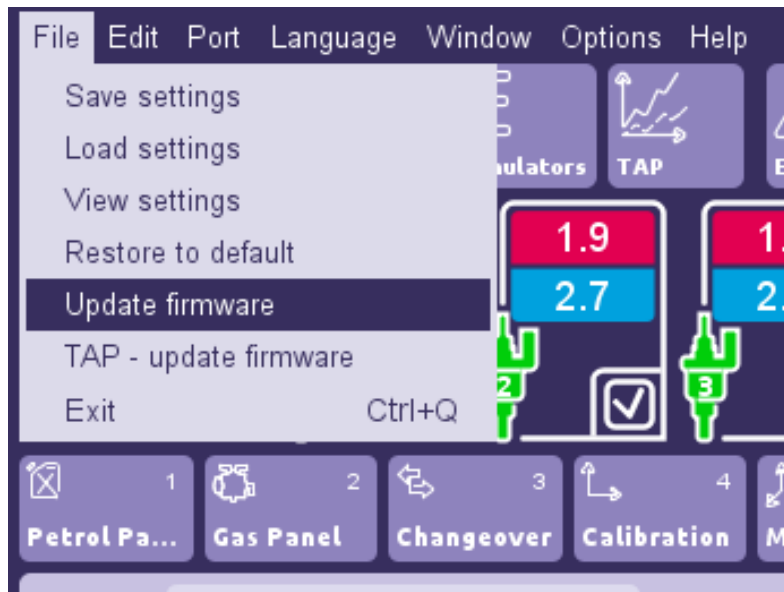 File Edit Port Language Window Options Help
Save settings
Load settings
View settings
Restore to default
Update firmware
TAP - update firmware
Exit Ctrl+Q
TAP
1.9
2.7
2
3
1 2 3 4
Petrol Pa... Gas Panel Changeover Calibration